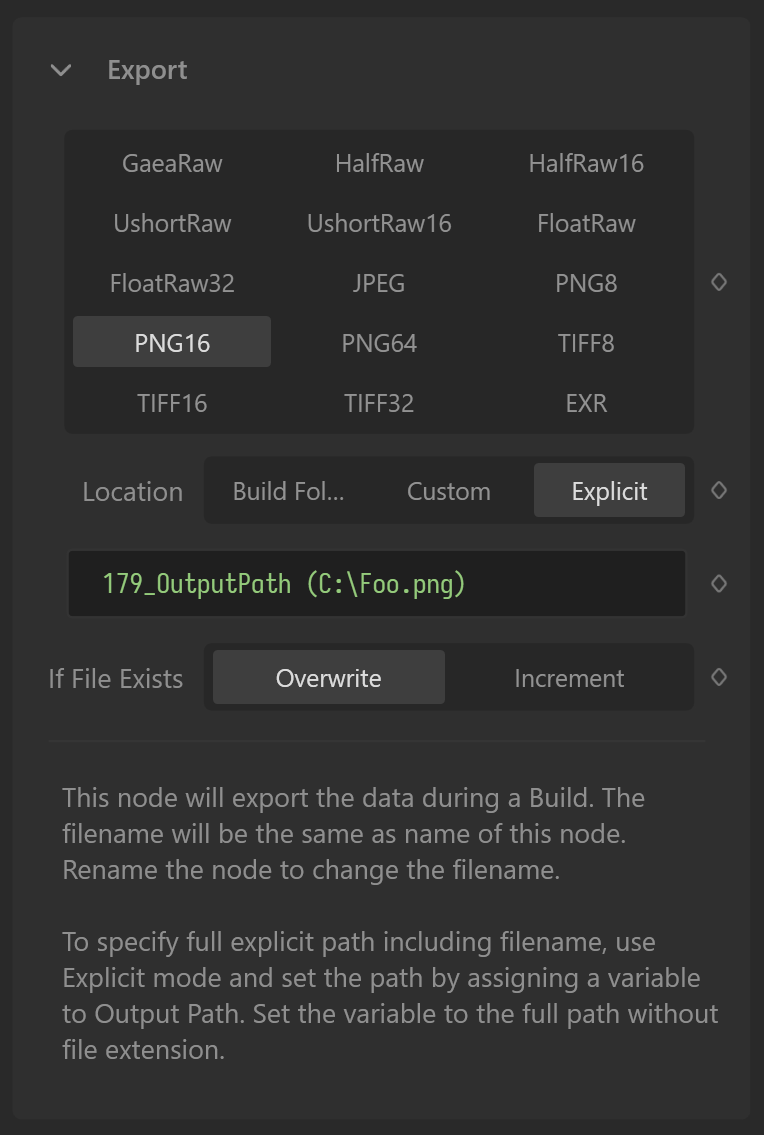 Export
GaeaRaw HalfRaw HalfRaw16
UshortRaw UshortRaw16 FloatRaw
FloatRaw32 JPEG PNG8
PNG16 PNG64 TIFF8
TIFF16 TIFF32 EXR
Location Build Fol... Custom Explicit
179_OutputPath (C:\Foo.png)
If File Exists Overwrite Increment
This node will export the data during a Build. The
filename will be the same as name of this node.
Rename the node to change the filename.
To specify full explicit path including filename, use
Explicit mode and set the path by assigning a variable
to Output Path. Set the variable to the full path without
file extension.